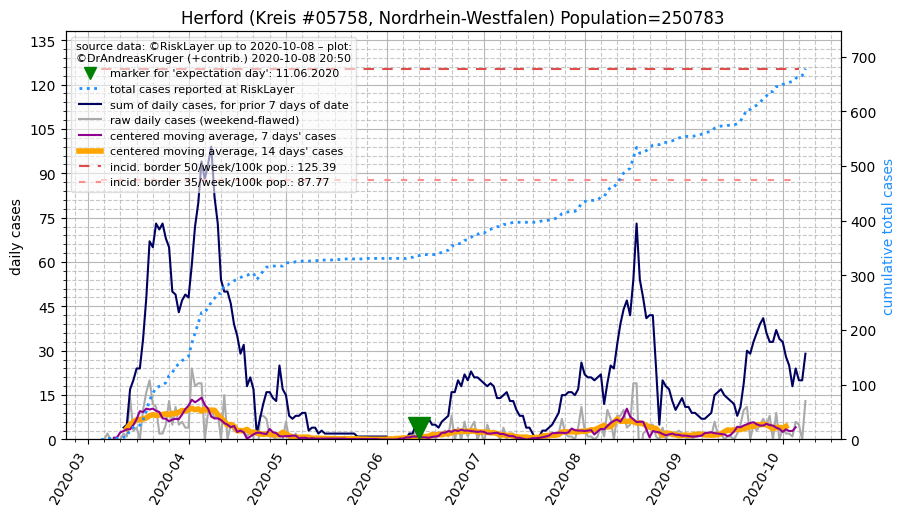 Herford (Kreis #05758, Nordrhein-Westfalen) Population=250783
source data: ©RiskLayer up to 2020-10-08 – plot:
©DrAndreasKruger (+contrib.) 2020-10-08 20:50
marker for 'expectation day': 11.06.2020
total cases reported at RiskLayer
sum of daily cases, for prior 7 days of date
raw daily cases (weekend-flawed)
centered moving average, 7 days' cases
centered moving average, 14 days' cases
incid. border 50/week/100k pop.: 125.39
incid. border 35/week/100k pop.: 87.77
daily cases
135
120
105
90
75
60
45
30
15
0
cumulative total cases
700
600
500
400
300
200
100
0
2020-03
2020-04
2020-05
2020-06
2020-07
2020-08
2020-09
2020-10